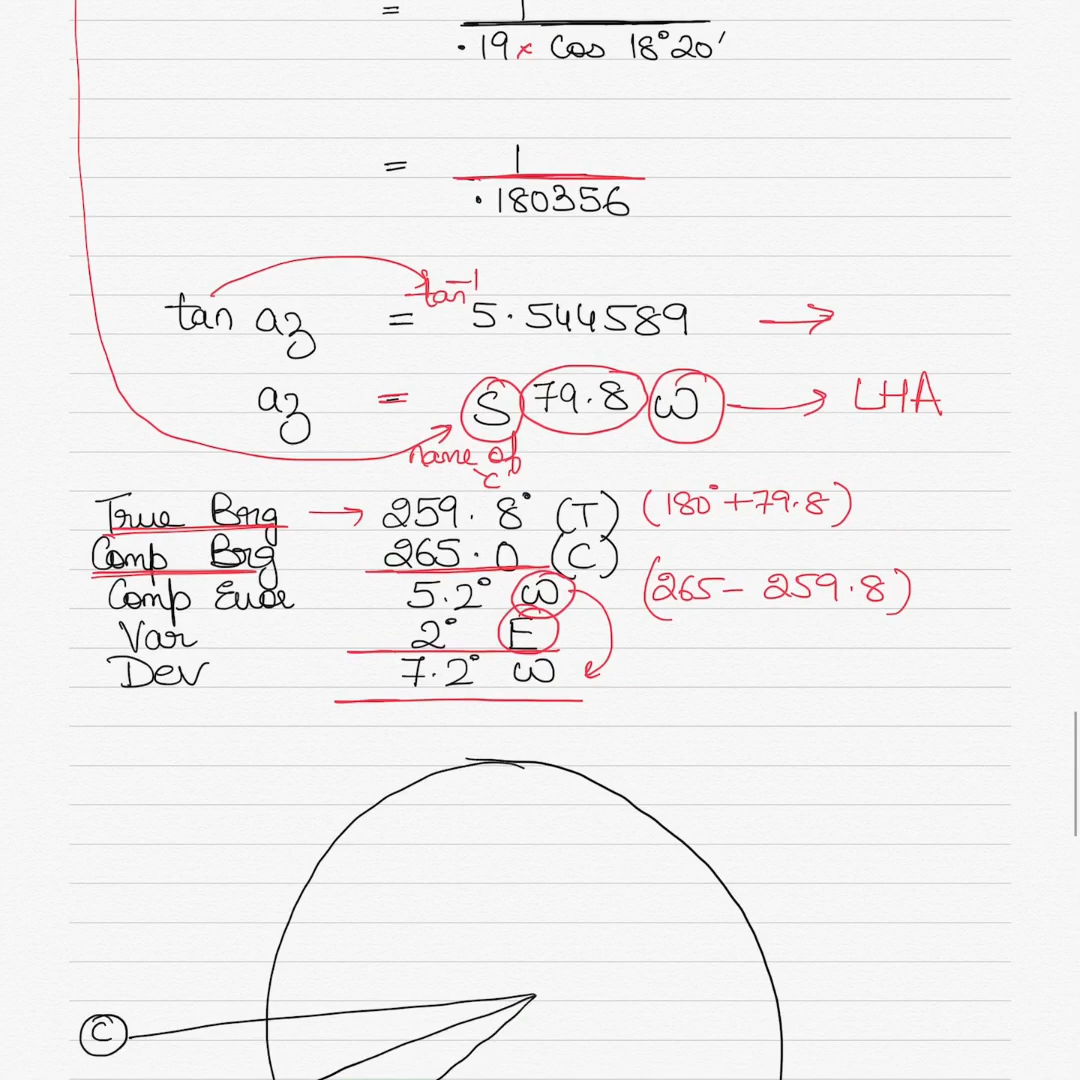 = 1
.19 x Cos 18°20'
= 1
.180356
tan az = tan⁻¹ 5.544589 →
az = S 79.8 W → LHA
name of 'C'
True Brg → 259.8° (T) (180°+79.8)
Comp Brg 265.0 (C)
Comp 5.2° W (265-259.8)
Var 2° E
Dev 7.2° W
C